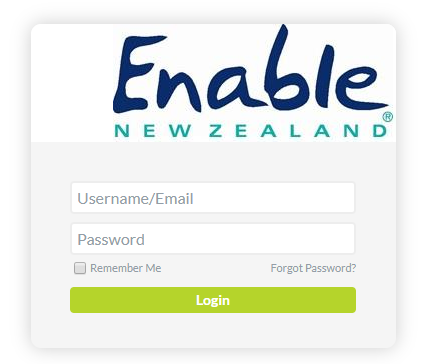 Enable®
NEW ZEALAND
Username/Email
Password
Remember Me Forgot Password?
Login